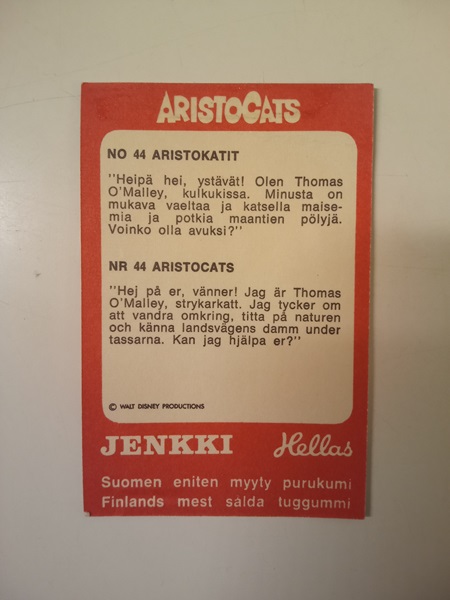 ARISTOCATS
NO 44 ARISTOKATIT
"Heipä hei, ystävät! Olen Thomas
O'Malley, kulkukissa. Minusta on
mukava vaeltaa ja katsella maise-
mia ja potkia maantien pölyjä.
Voinko olla avuksi?"
NR 44 ARISTOCATS
"Hej på er, vänner! Jag är Thomas
O'Malley, strykarkatt. Jag tycker om
att vandra omkring, titta på naturen
och känna landsvägens damm under
tassarna. Kan jag hjälpa er?"
© WALT DISNEY PRODUCTIONS
JENKKI Hellas
Suomen eniten myyty purukumi
Finlands mest sålda tuggummi